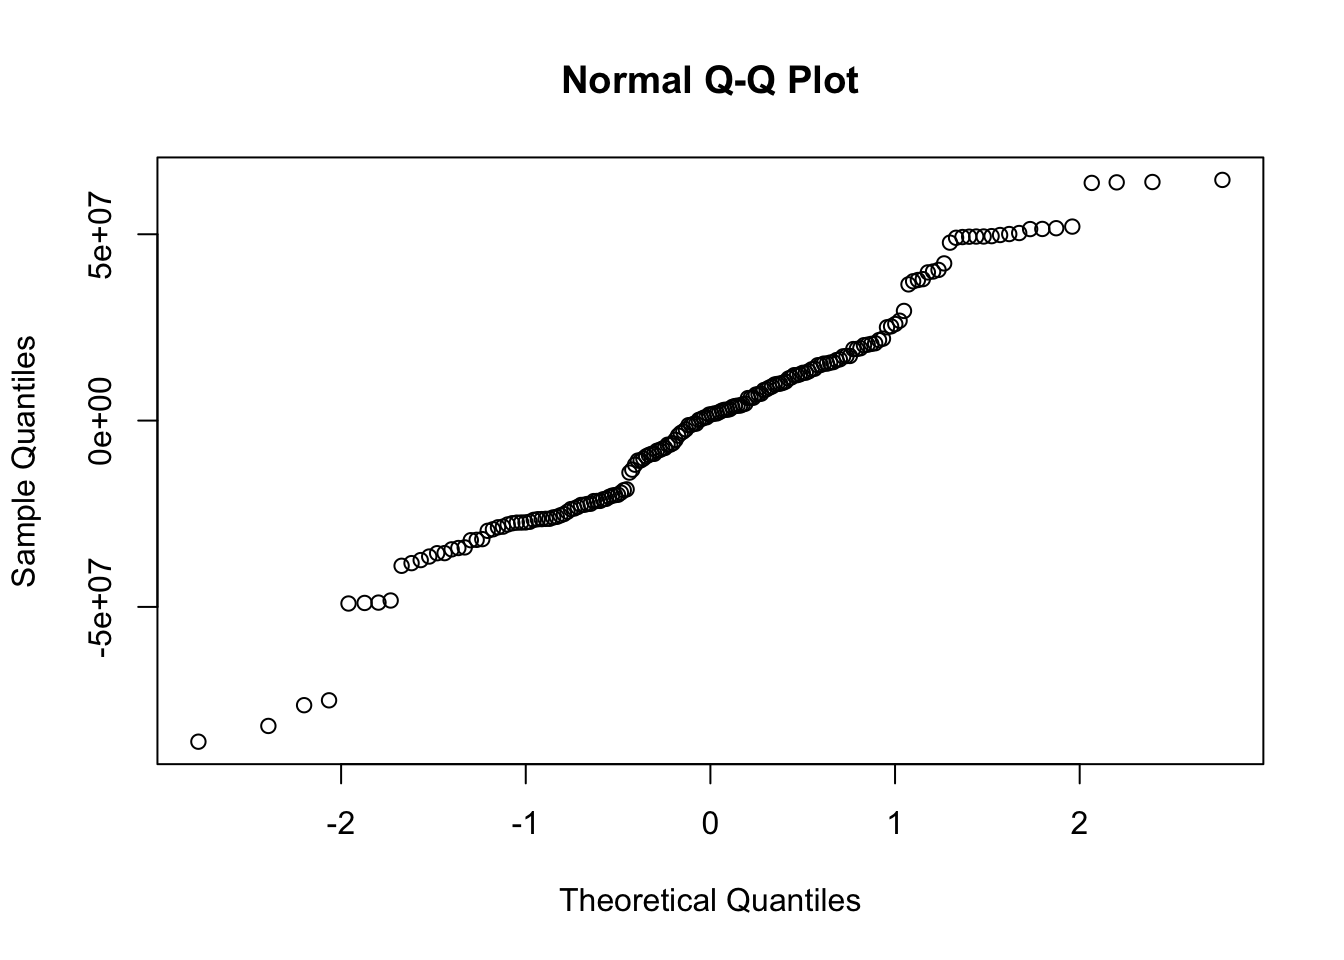 Normal Q-Q Plot
Sample Quantiles
5e+07
0e+00
-5e+07
-2 -1 0 1 2
Theoretical Quantiles